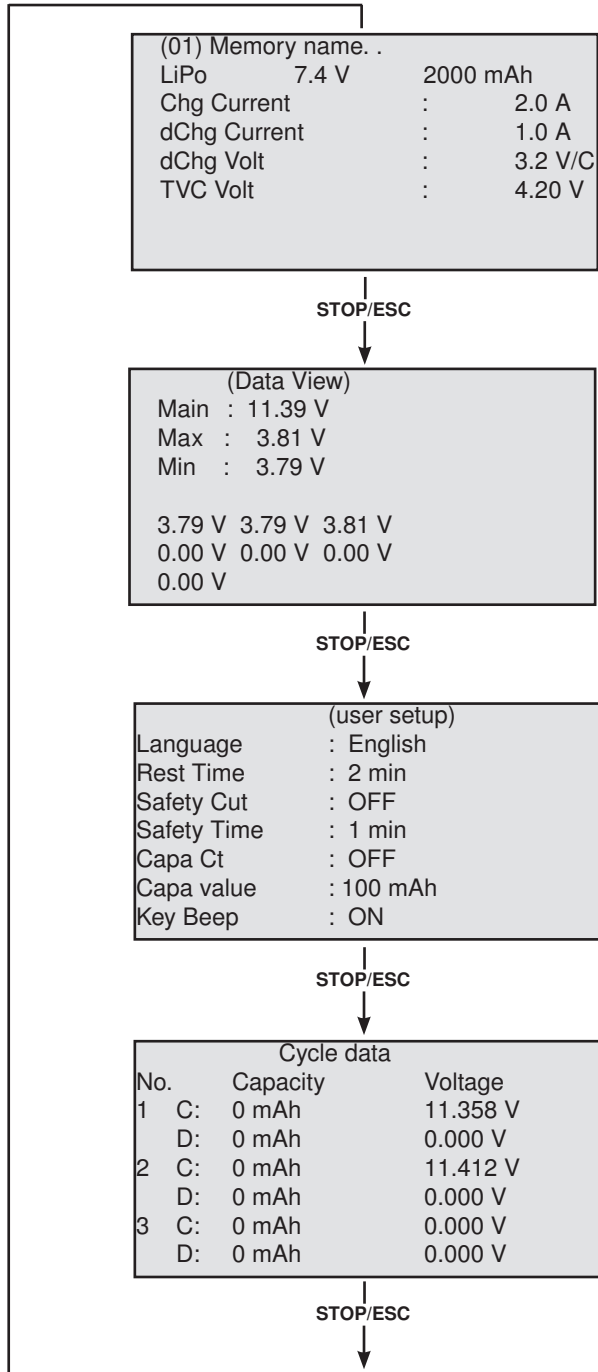 (01) Memory name. .
LiPo 7.4 V 2000 mAh
Chg Current : 2.0 A
dChg Current : 1.0 A
dChg Volt : 3.2 V/C
TVC Volt : 4.20 V
STOP/ESC
(Data View)
Main : 11.39 V
Max : 3.81 V
Min : 3.79 V
3.79 V 3.79 V 3.81 V
0.00 V 0.00 V 0.00 V
0.00 V
STOP/ESC
(user setup)
Language : English
Rest Time : 2 min
Safety Cut : OFF
Safety Time : 1 min
Capa Ct : OFF
Capa value : 100 mAh
Key Beep : ON
STOP/ESC
Cycle data
No. Capacity Voltage
1 C: 0 mAh 11.358 V
D: 0 mAh 0.000 V
2 C: 0 mAh 11.412 V
D: 0 mAh 0.000 V
3 C: 0 mAh 0.000 V
D: 0 mAh 0.000 V
STOP/ESC